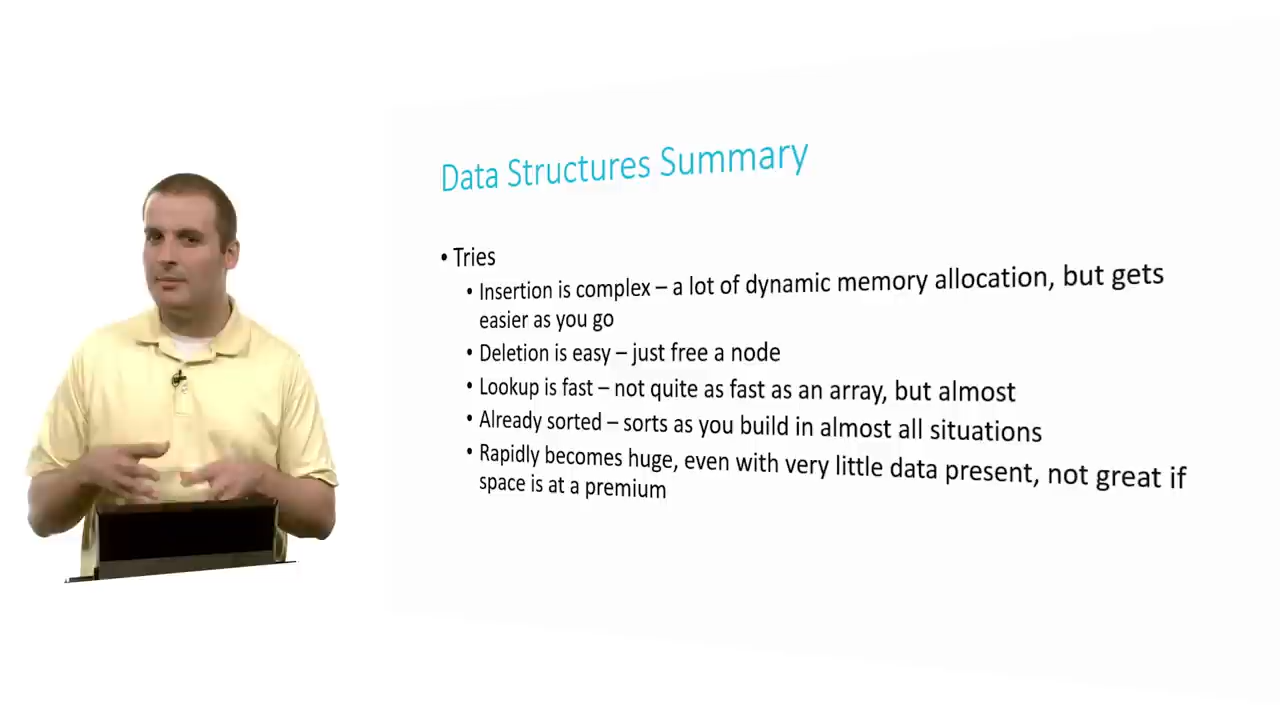 Data Structures Summary
• Tries
• Insertion is complex – a lot of dynamic memory allocation, but gets
easier as you go
• Deletion is easy – just free a node
• Lookup is fast – not quite as fast as an array, but almost
• Already sorted – sorts as you build in almost all situations
• Rapidly becomes huge, even with very little data present, not great if
space is at a premium